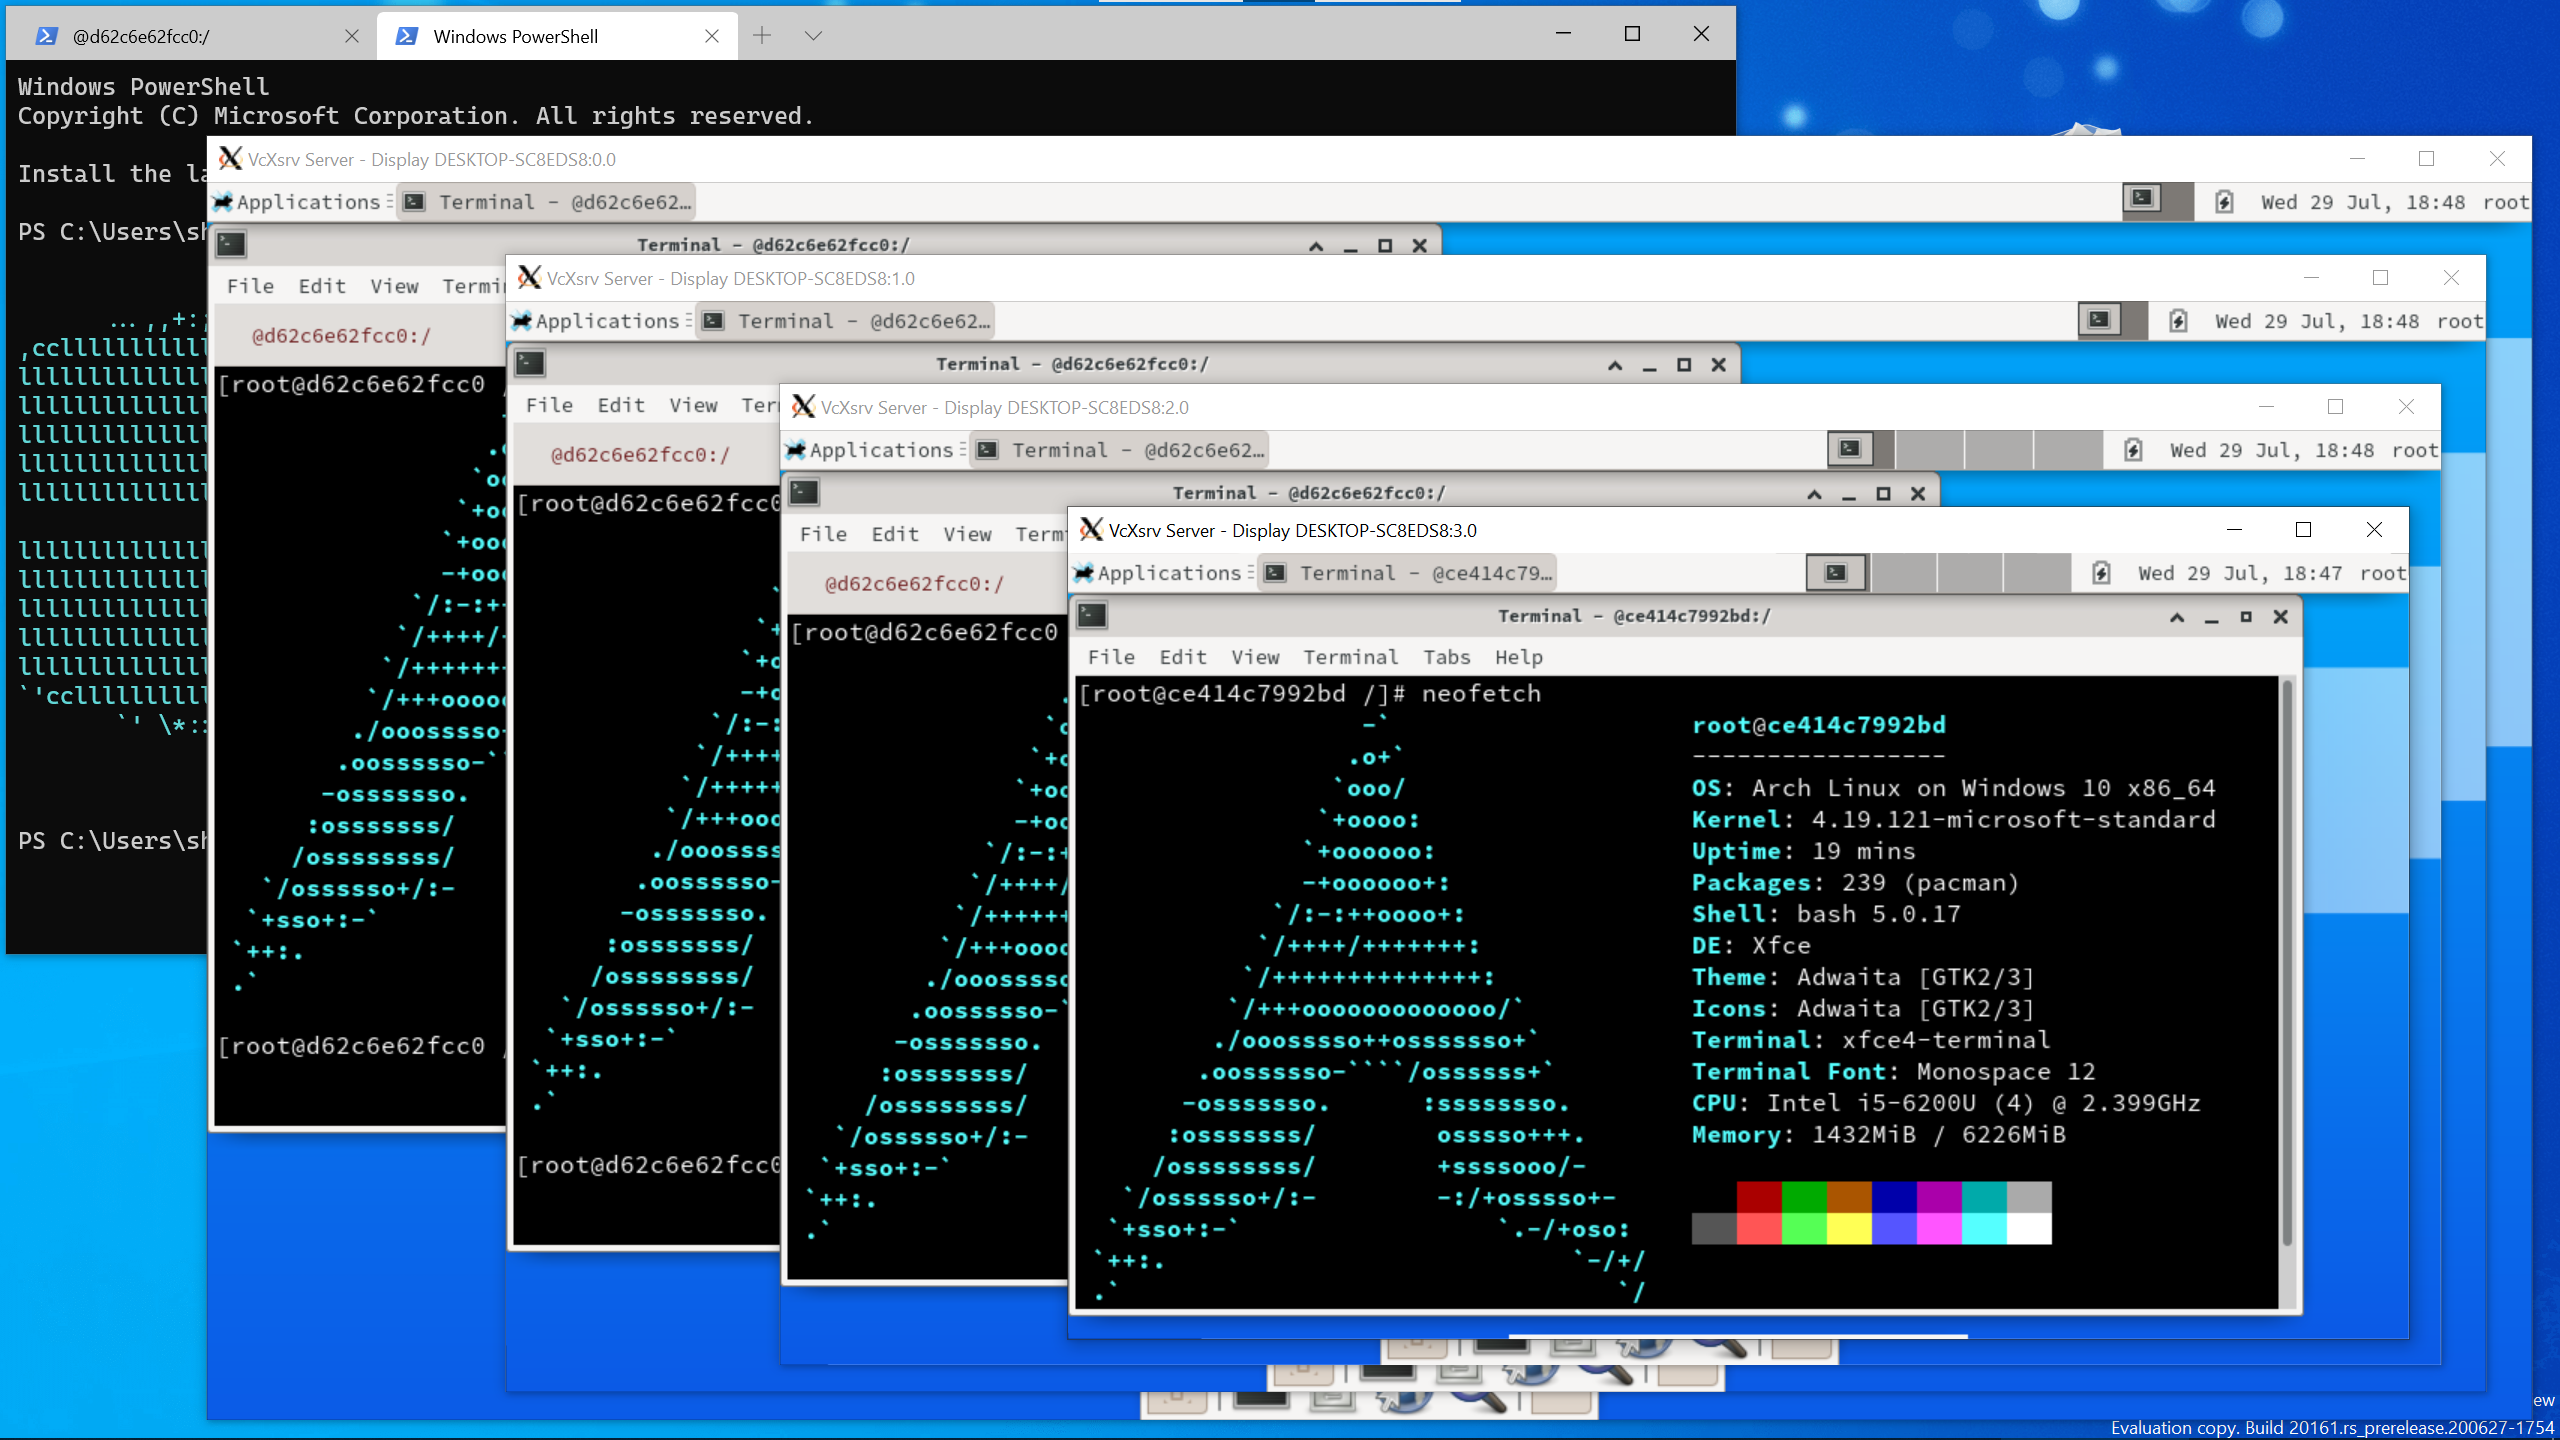 @d62c6e62fcc0:/
Windows PowerShell
Windows PowerShell
Copyright (C) Microsoft Corporation. All rights reserved.
Install the la
PS C:\Users\sh
PS C:\Users\sh
VcXsrv Server - Display DESKTOP-SC8EDS8:0.0
Applications Terminal - @d62c6e62… Wed 29 Jul, 18:48 root
Terminal - @d62c6e62fcc0:/
File Edit View Termi
@d62c6e62fcc0:/
[root@d62c6e62fcc0
[root@d62c6e62fcc0
VcXsrv Server - Display DESKTOP-SC8EDS8:1.0
Applications Terminal - @d62c6e62… Wed 29 Jul, 18:48 root
Terminal - @d62c6e62fcc0:/
File Edit View Ter
@d62c6e62fcc0:/
[root@d62c6e62fcc0
[root@d62c6e62fcc0
VcXsrv Server - Display DESKTOP-SC8EDS8:2.0
Applications Terminal - @d62c6e62… Wed 29 Jul, 18:48 root
Terminal - @d62c6e62fcc0:/
File Edit View Term
@d62c6e62fcc0:/
[root@d62c6e62fcc0
VcXsrv Server - Display DESKTOP-SC8EDS8:3.0
Applications Terminal - @ce414c79… Wed 29 Jul, 18:47 root
Terminal - @ce414c7992bd:/
File Edit View Terminal Tabs Help
[root@ce414c7992bd /]# neofetch
root@ce414c7992bd
-----------------
OS: Arch Linux on Windows 10 x86_64
Kernel: 4.19.121-microsoft-standard
Uptime: 19 mins
Packages: 239 (pacman)
Shell: bash 5.0.17
DE: Xfce
Theme: Adwaita [GTK2/3]
Icons: Adwaita [GTK2/3]
Terminal: xfce4-terminal
Terminal Font: Monospace 12
CPU: Intel i5-6200U (4) @ 2.399GHz
Memory: 1432MiB / 6226MiB
ew
Evaluation copy. Build 20161.rs_prerelease.200627-1754